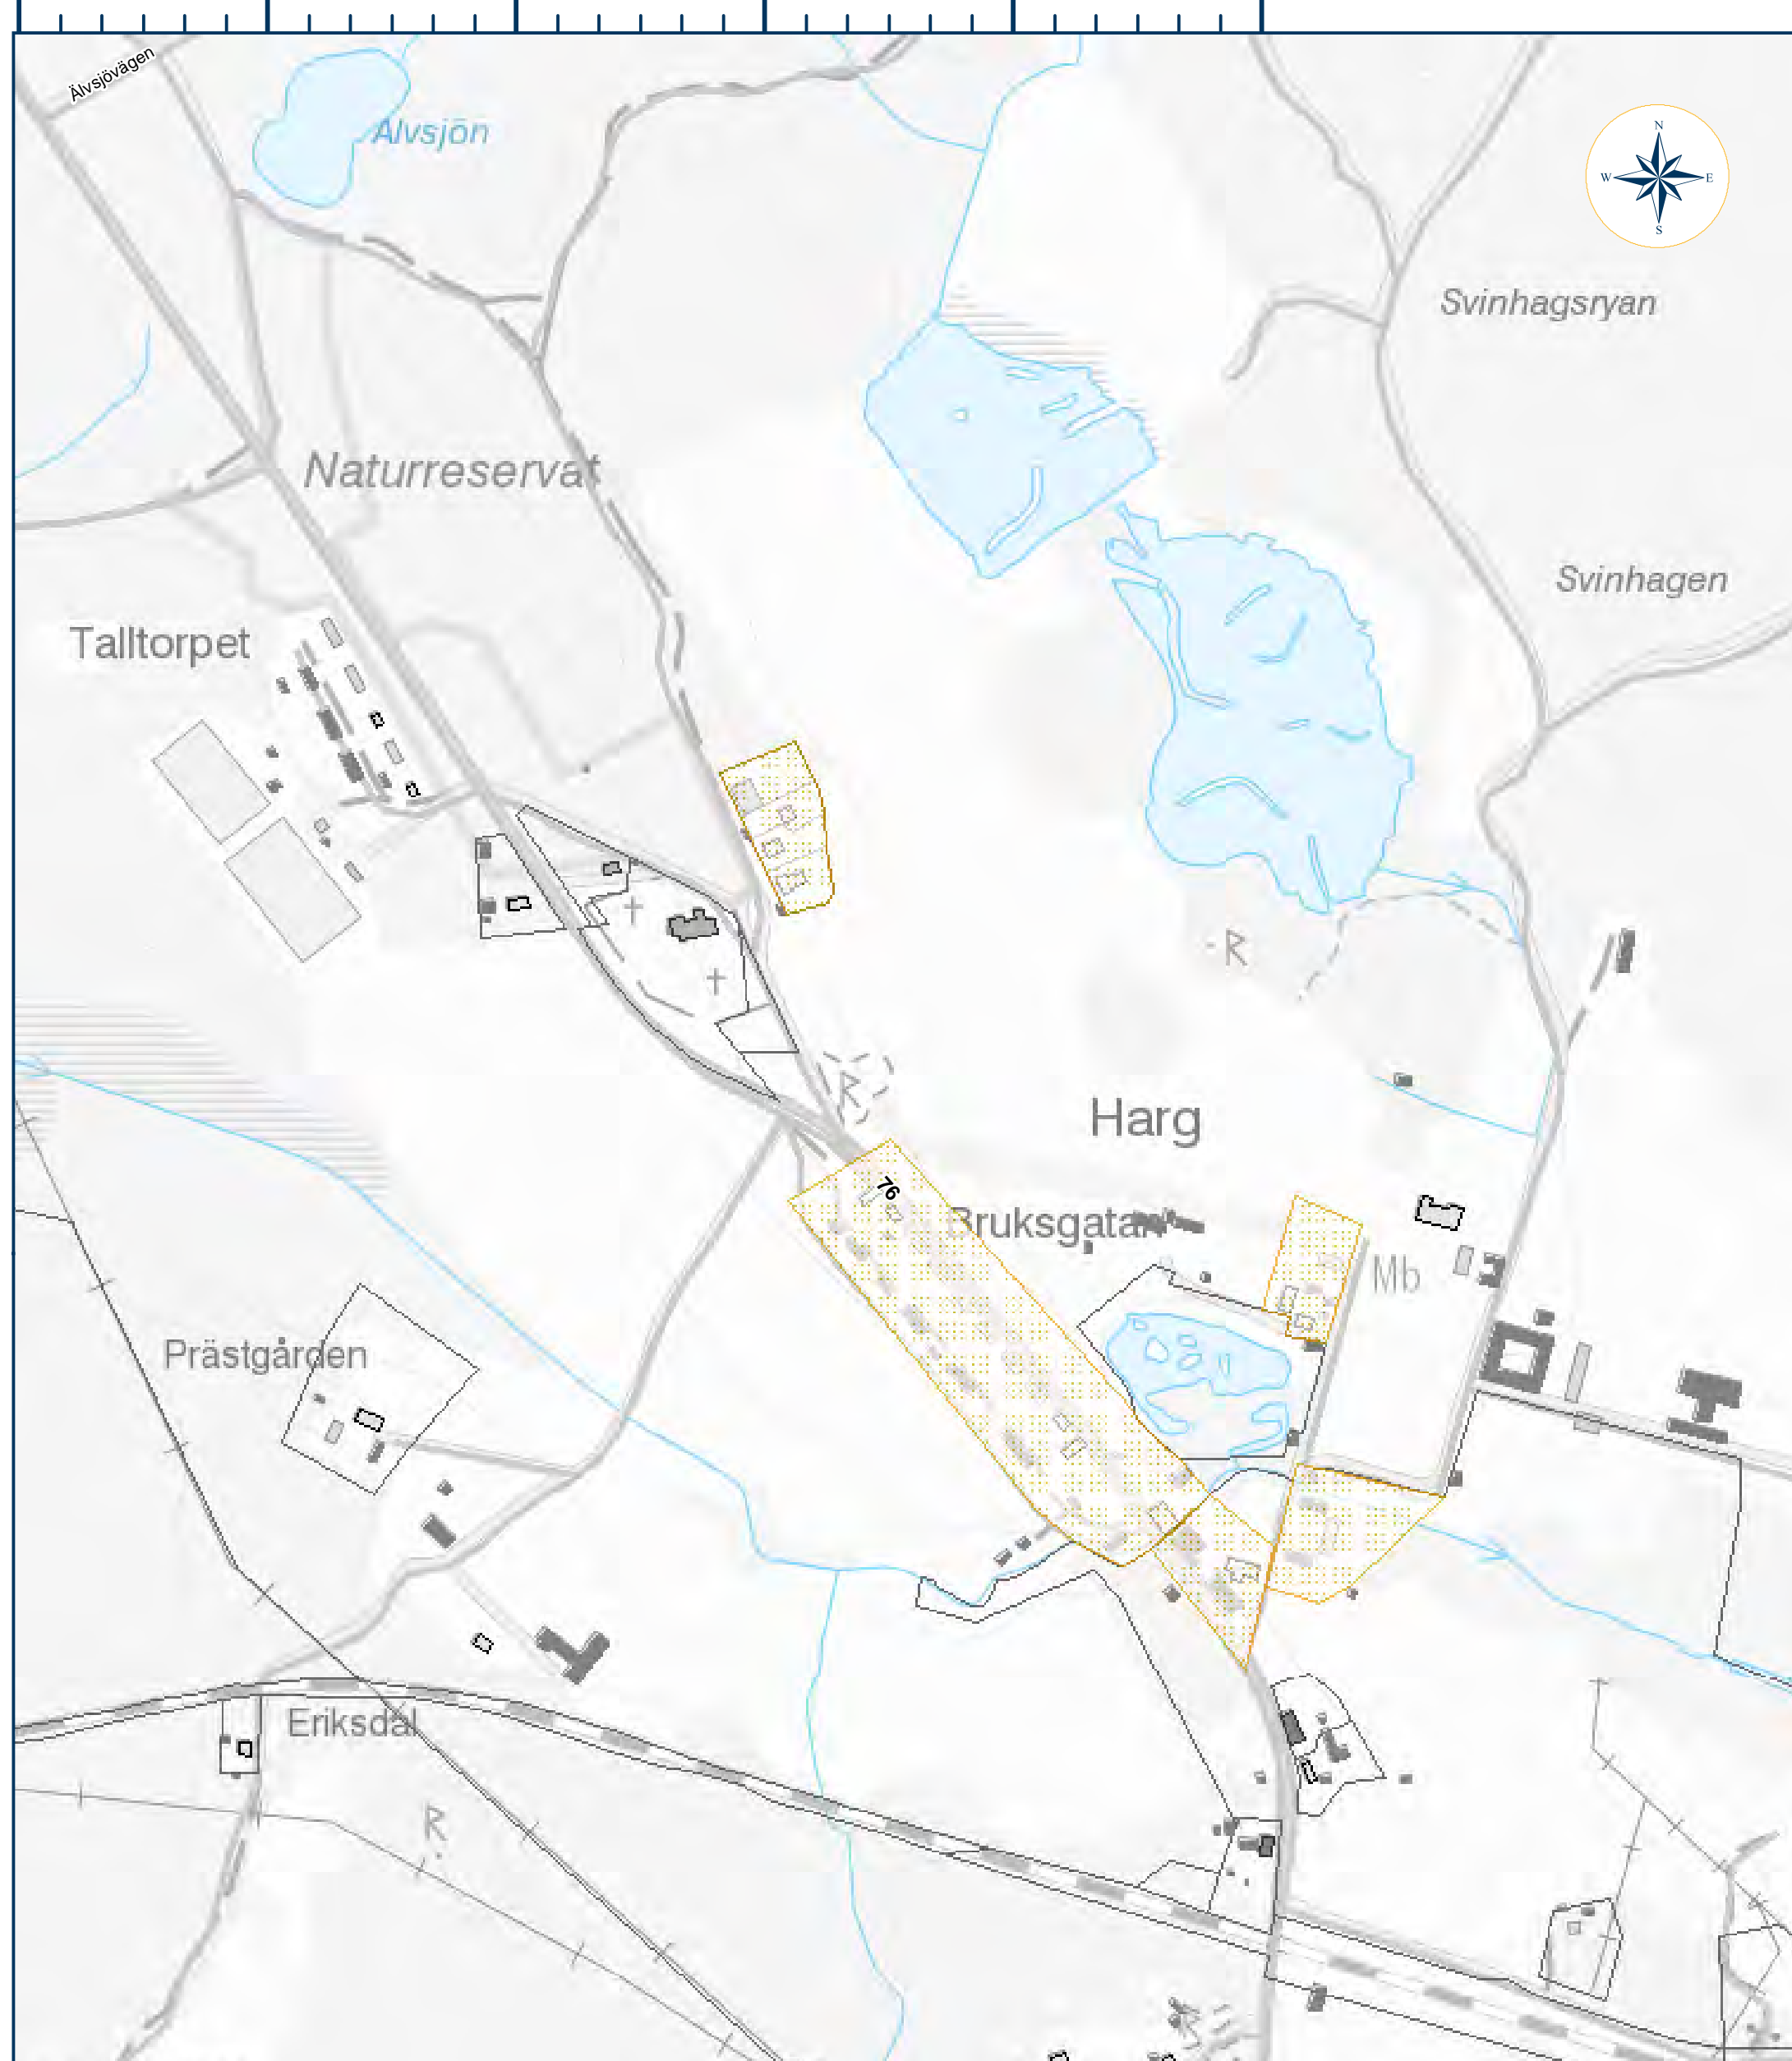 Älvsjövägen
Älvsjön
N
W
E
S
Svinhagsryan
Naturreservat
Svinhagen
Talltorpet
R
R
Harg
76
Bruksgatan
Mb
Prästgården
Eriksdal
R
R